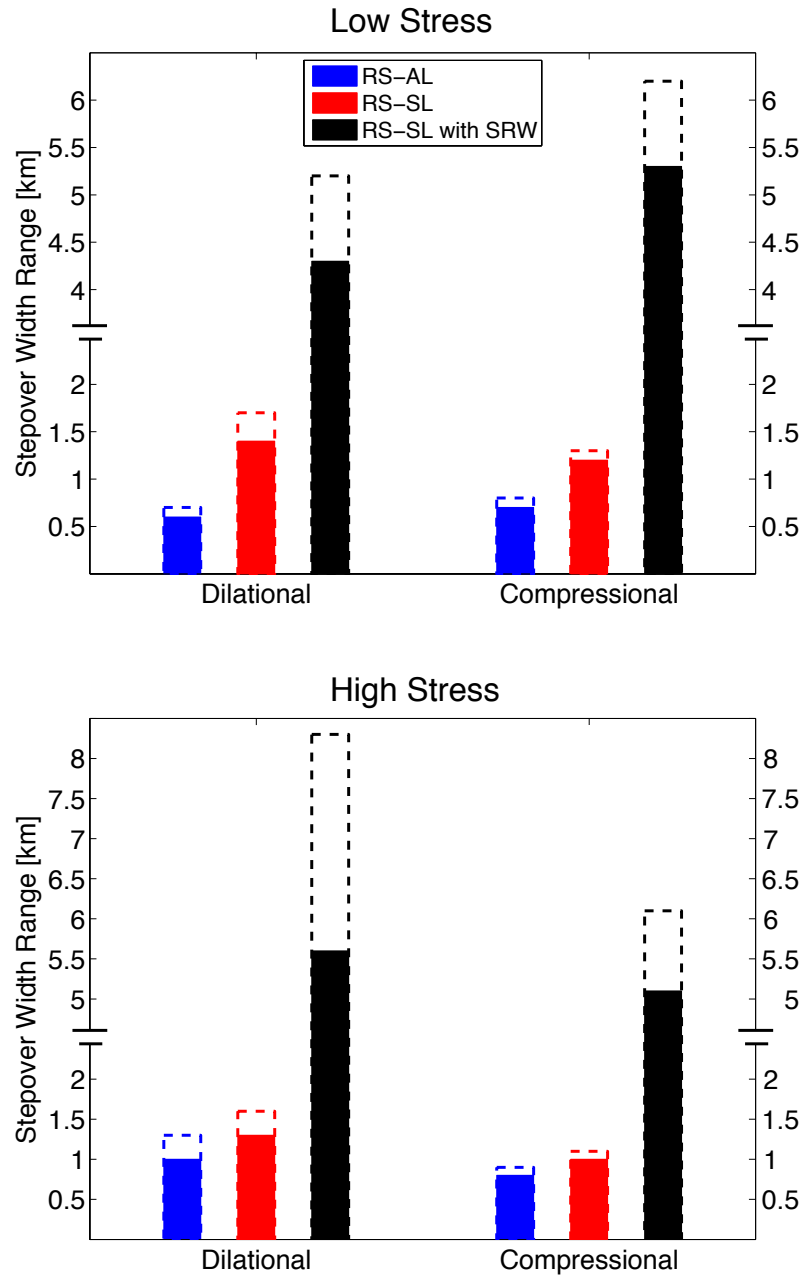 Low Stress
RS−AL
RS−SL
RS−SL with SRW
Stepover Width Range [km]
6 6
5.5 5.5
5 5
4.5 4.5
4 4
2 2
1.5 1.5
1 1
0.5 0.5
Dilational Compressional
High Stress
Stepover Width Range [km]
8 8
7.5 7.5
7 7
6.5 6.5
6 6
5.5 5.5
5 5
2 2
1.5 1.5
1 1
0.5 0.5
Dilational Compressional